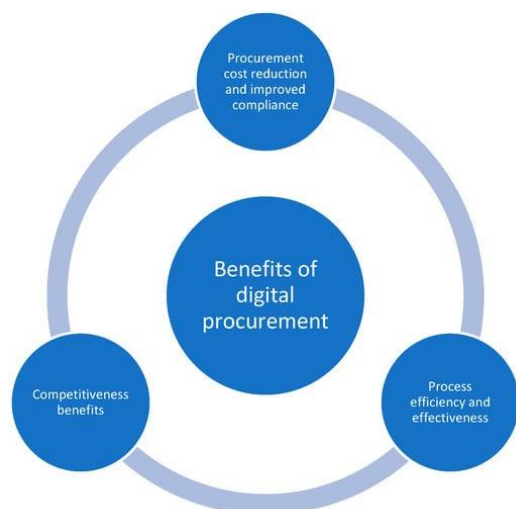 Procurement
cost reduction
and improved
compliance
Benefits of
digital
procurement
Competitiveness
benefits
Process
efficiency and
effectiveness